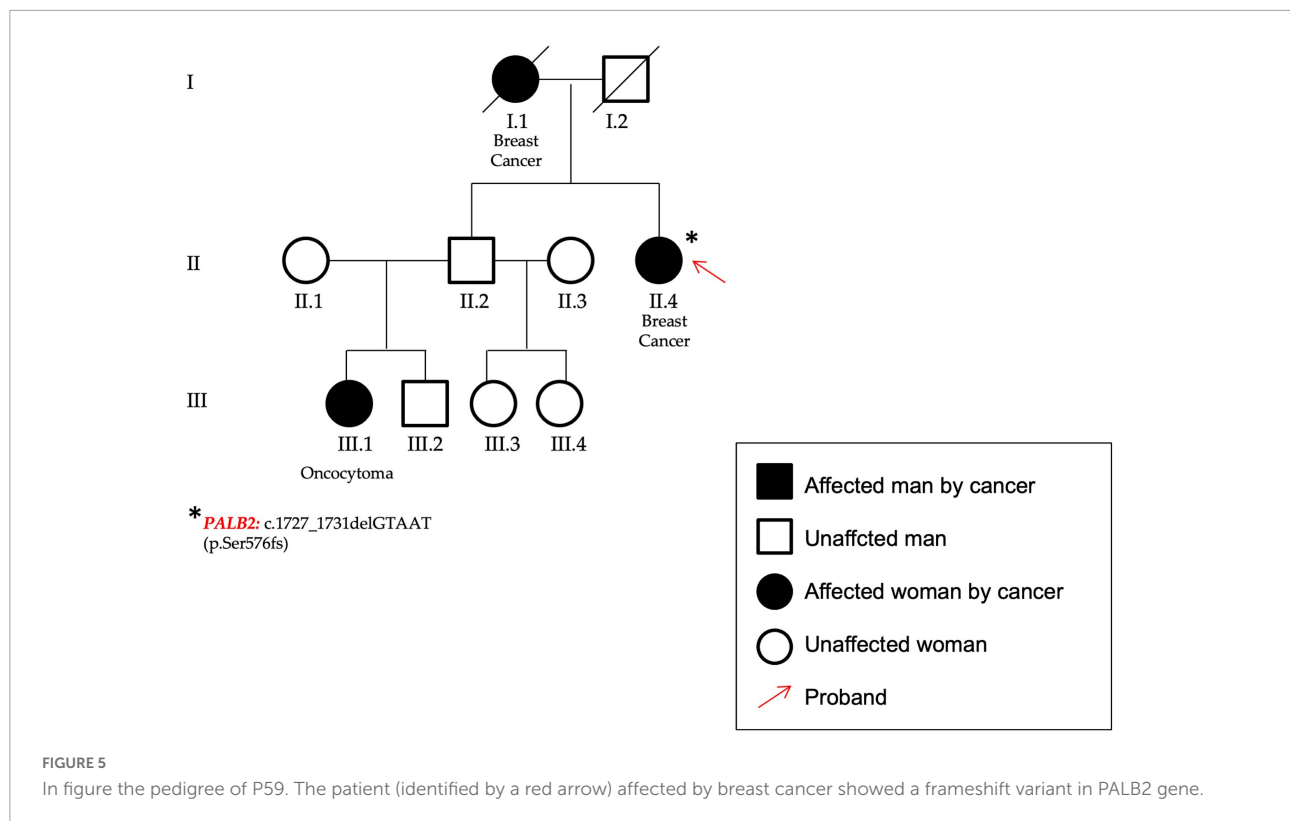 I
I.1
I.2
Breast
Cancer
II
*
II.1
II.2
II.3
II.4
Breast
Cancer
III
III.1
III.2
III.3
III.4
Oncocytoma
* PALB2: c.1727_1731delGTAAT
(p.Ser576fs)
Affected man by cancer
Unaffcted man
Affected woman by cancer
Unaffected woman
Proband
FIGURE 5
In figure the pedigree of P59. The patient (identified by a red arrow) affected by breast cancer showed a frameshift variant in PALB2 gene.